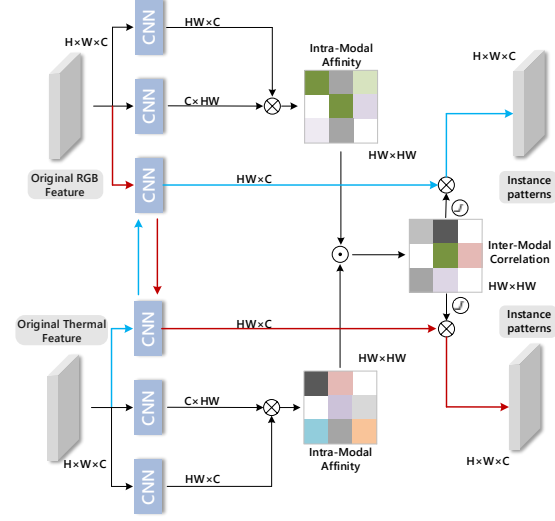 CNN
H×W×C
HW×C
Intra-Modal
Affinity
H×W×C
CNN
C×HW
HW×HW
Original RGB
Feature
CNN
HW×C
Instance
patterns
Inter-Modal
Correlation
HW×HW
Original Thermal
Feature
CNN
HW×C
Instance
patterns
HW×HW
CNN
C×HW
H×W×C
Intra-Modal
Affinity
H×W×C
CNN
HW×C